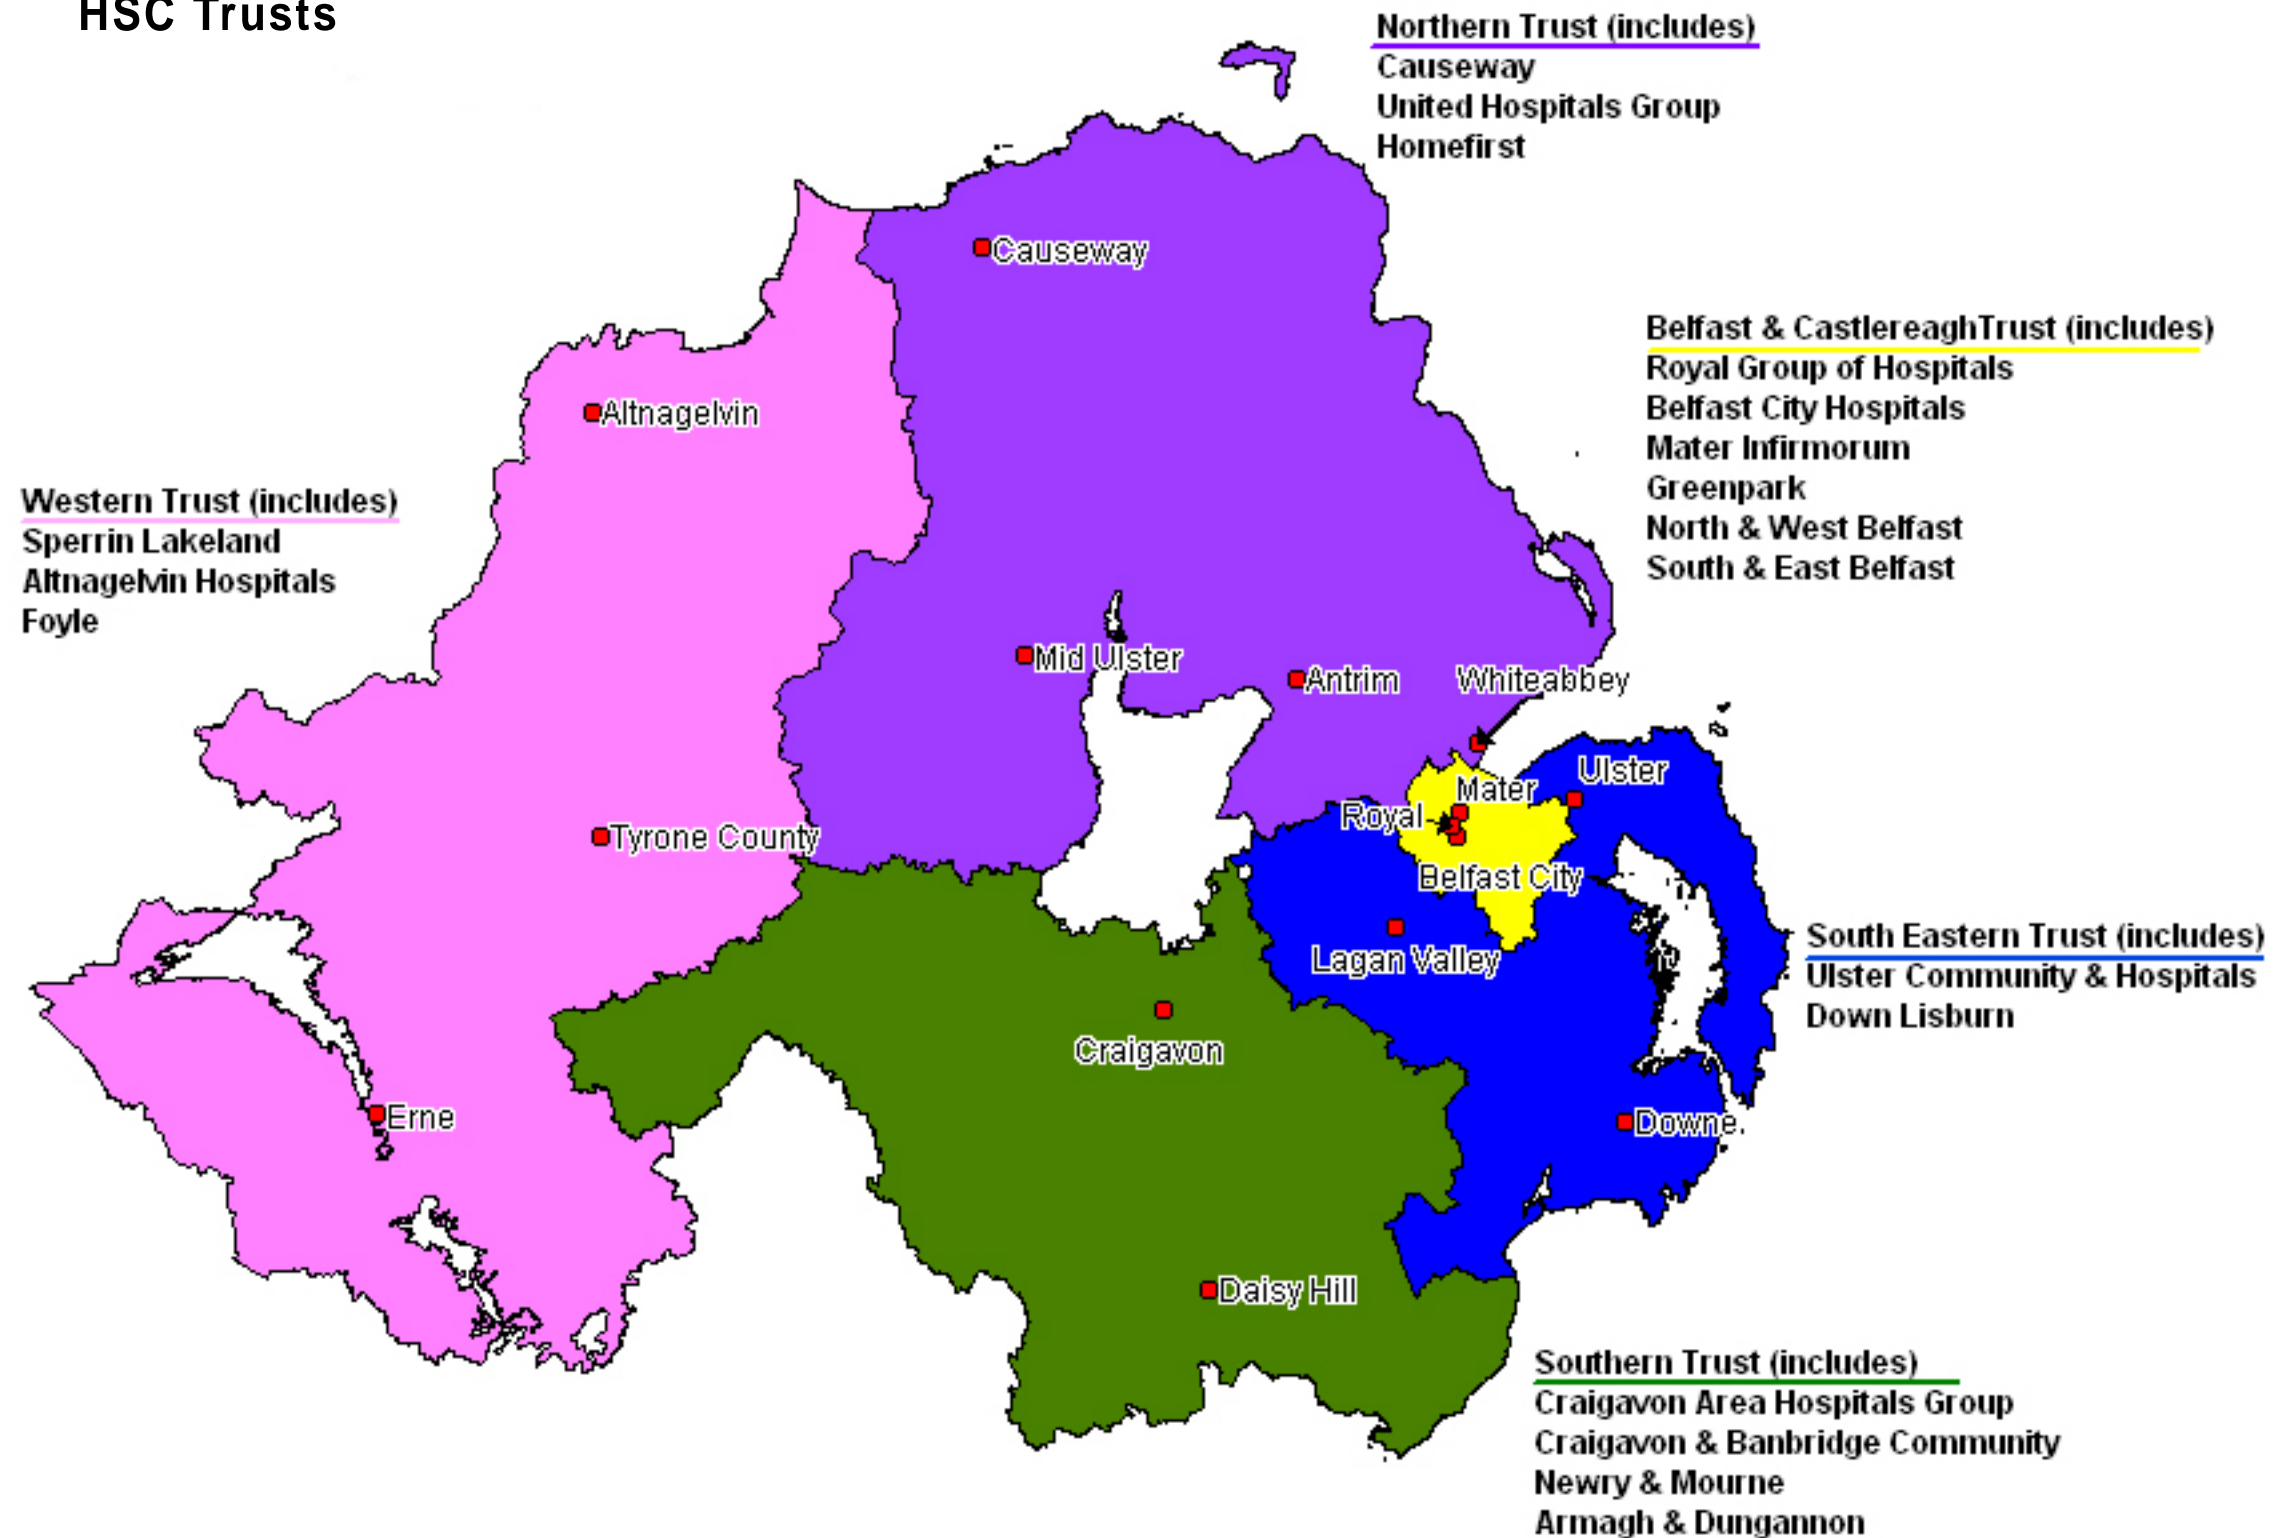 HSC Trusts
Northern Trust (includes)
Causeway
United Hospitals Group
Homefirst
Causeway
Belfast & CastlereaghTrust (includes)
Royal Group of Hospitals
Belfast City Hospitals
Mater Infirmorum
Greenpark
North & West Belfast
South & East Belfast
Altnagelvin
Western Trust (includes)
Sperrin Lakeland
Altnagelvin Hospitals
Foyle
Mid Ulster
Antrim
Whiteabbey
Ulster
Mater
Royal
Tyrone County
Belfast City
Lagan Valley
South Eastern Trust (includes)
Ulster Community & Hospitals
Down Lisburn
Craigavon
Erne
Downe.
Daisy Hill
Southern Trust (includes)
Craigavon Area Hospitals Group
Craigavon & Banbridge Community
Newry & Mourne
Armagh & Dungannon